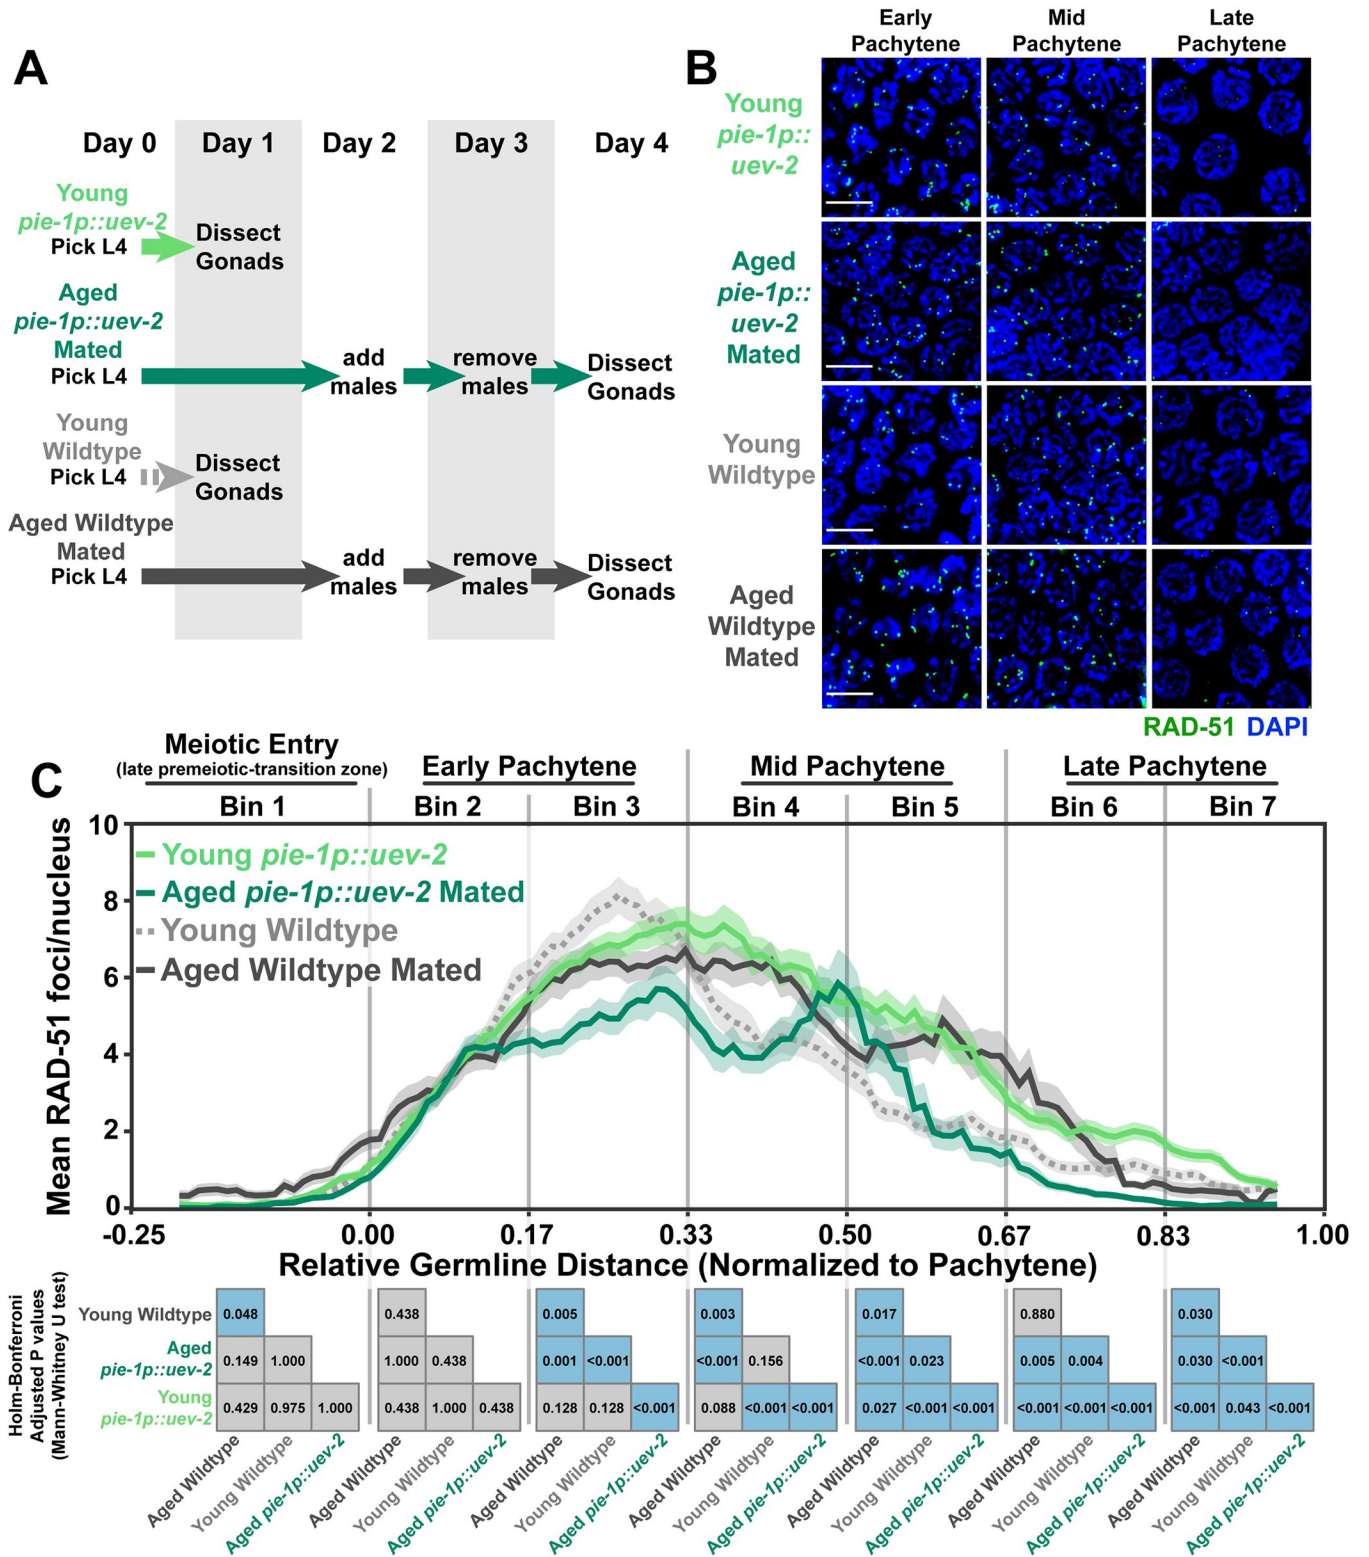 A
Day 0
Day 1
Day 2
Day 3
Day 4
Young
pie-1p::uev-2
Pick L4
Dissect
Gonads
Aged
pie-1p::uev-2
Mated
Pick L4
add
males
remove
males
Dissect
Gonads
Young
Wildtype
Pick L4
Dissect
Gonads
Aged Wildtype
Mated
Pick L4
add
males
remove
males
Dissect
Gonads
B
Early
Pachytene
Mid
Pachytene
Late
Pachytene
Young
pie-1p::
uev-2
Aged
pie-1p::
uev-2
Mated
Young
Wildtype
Aged
Wildtype
Mated
RAD-51 DAPI
C
Meiotic Entry
(late premeiotic-transition zone)
Early Pachytene
Mid Pachytene
Late Pachytene
Bin 1
Bin 2
Bin 3
Bin 4
Bin 5
Bin 6
Bin 7
Mean RAD-51 foci/nucleus
10
8
6
4
2
0
Young pie-1p::uev-2
Aged pie-1p::uev-2 Mated
Young Wildtype
Aged Wildtype Mated
-0.25
0.00
0.17
0.33
0.50
0.67
0.83
1.00
Relative Germline Distance (Normalized to Pachytene)
Holm-Bonferroni
Adjusted P values
(Mann-Whitney U test)
Young Wildtype
0.048
0.438
0.005
0.003
0.017
0.880
0.030
Aged
pie-1p::uev-2
0.149 1.000
1.000 0.438
0.001 <0.001
<0.001 0.156
<0.001 0.023
0.005 0.004
0.030 <0.001
Young
pie-1p::uev-2
0.429 0.975 1.000
0.438 1.000 0.438
0.128 0.128 <0.001
0.088 <0.001 <0.001
0.027 <0.001 <0.001
<0.001 <0.001 <0.001
<0.001 0.043 <0.001
Aged Wildtype
Young Wildtype
Aged pie-1p::uev-2
Aged Wildtype
Young Wildtype
Aged pie-1p::uev-2
Aged Wildtype
Young Wildtype
Aged pie-1p::uev-2
Aged Wildtype
Young Wildtype
Aged pie-1p::uev-2
Aged Wildtype
Young Wildtype
Aged pie-1p::uev-2
Aged Wildtype
Young Wildtype
Aged pie-1p::uev-2
Aged Wildtype
Young Wildtype
Aged pie-1p::uev-2